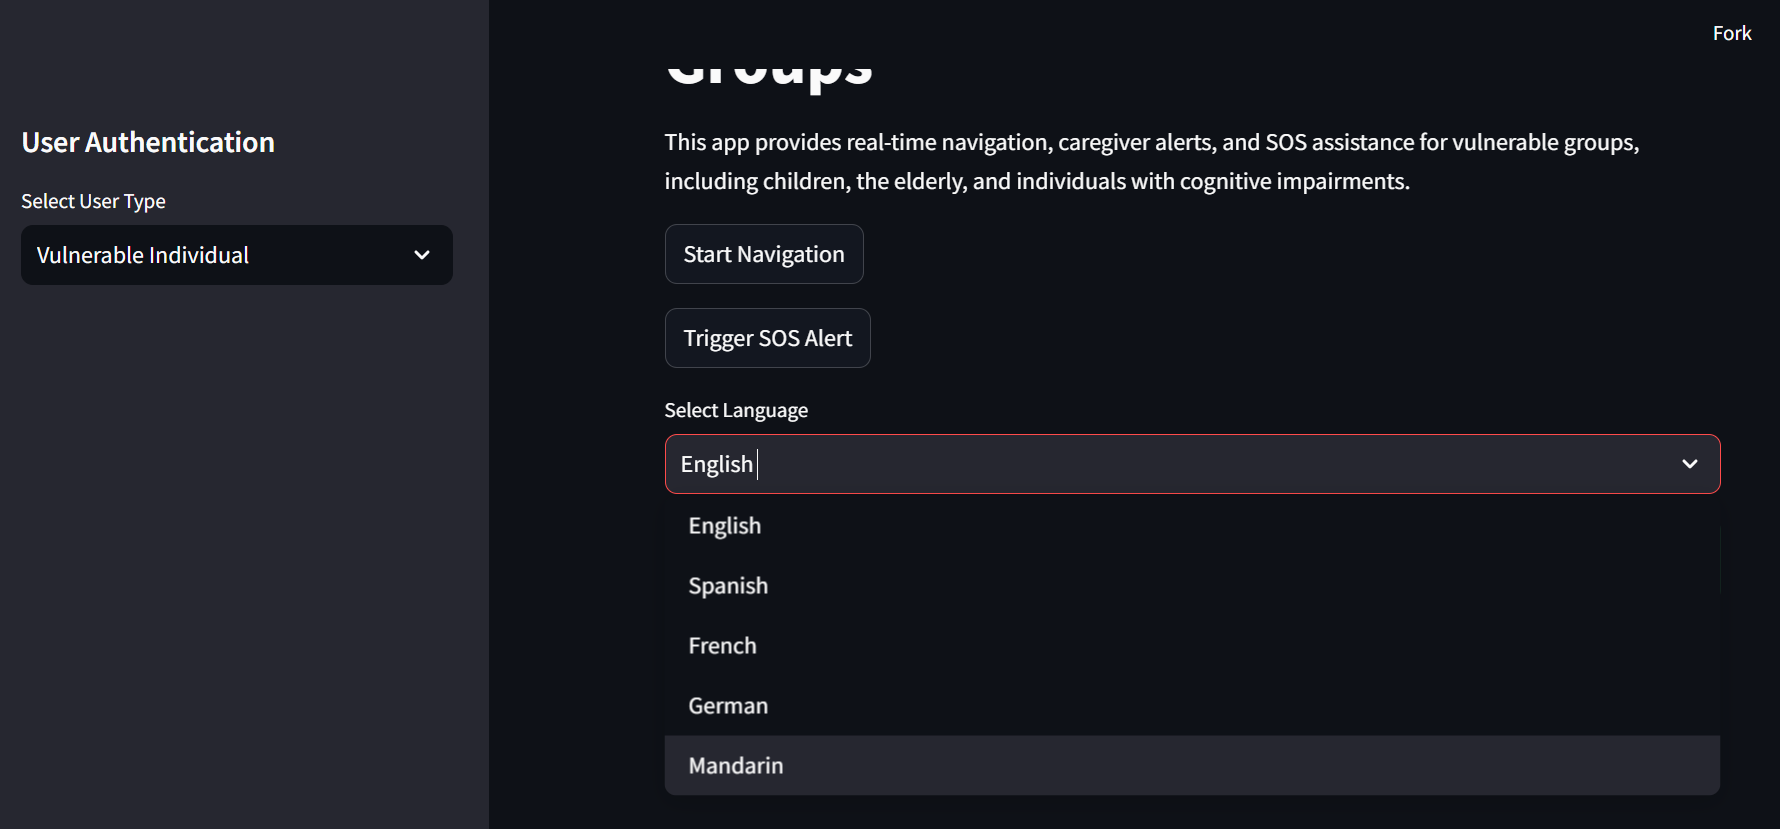 Fork
User Authentication
Select User Type
Vulnerable Individual
Groups
This app provides real-time navigation, caregiver alerts, and SOS assistance for vulnerable groups,
including children, the elderly, and individuals with cognitive impairments.
Start Navigation
Trigger SOS Alert
Select Language
English
English
Spanish
French
German
Mandarin